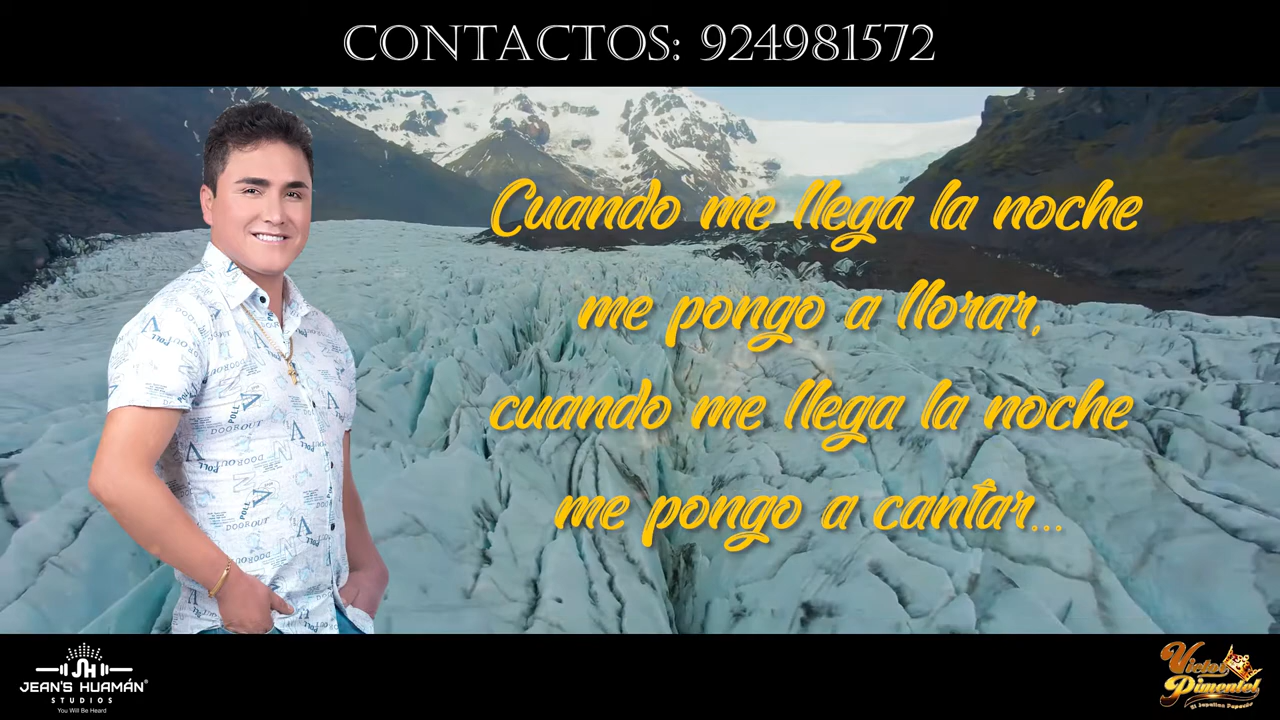 CONTACTOS: 924981572
Cuando me llega la noche
me pongo a llorar,
cuando me llega la noche
me pongo a cantar...
JH
JEAN'S HUAMÁN®
STUDIOS
You Will Be Heard
Victor
Pimentel